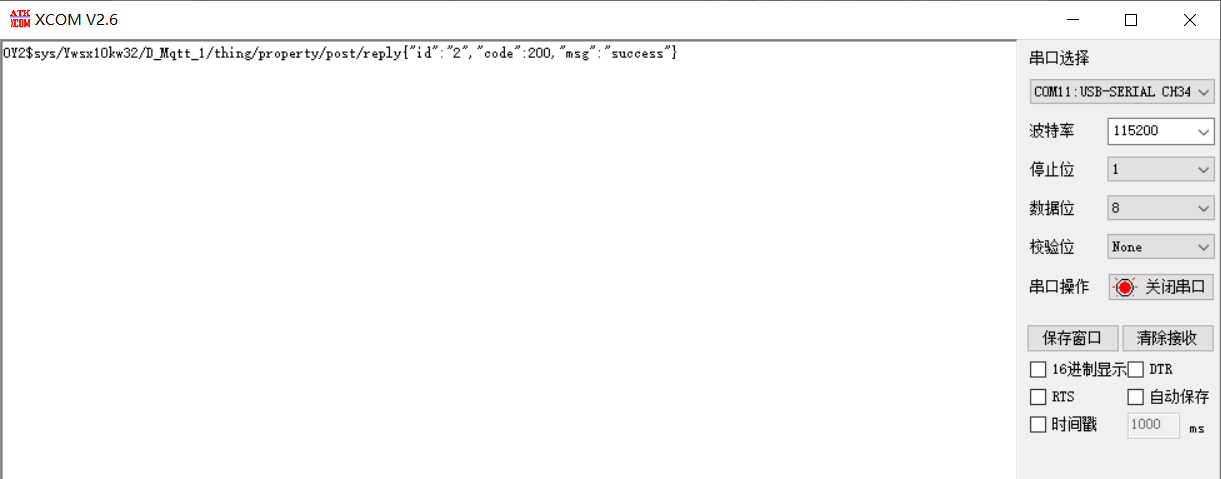 ATK XCOM XCOM V2.6
0Y2$sys/Ywsx10kw32/D_Mqtt_1/thing/property/post/reply{"id":"2","code":200,"msg":"success"}
串口选择
COM11:USB-SERIAL CH34
波特率 115200
停止位 1
数据位 8
校验位 None
串口操作 关闭串口
保存窗口 清除接收
16进制显示 DTR
RTS 自动保存
时间戳 1000 ms